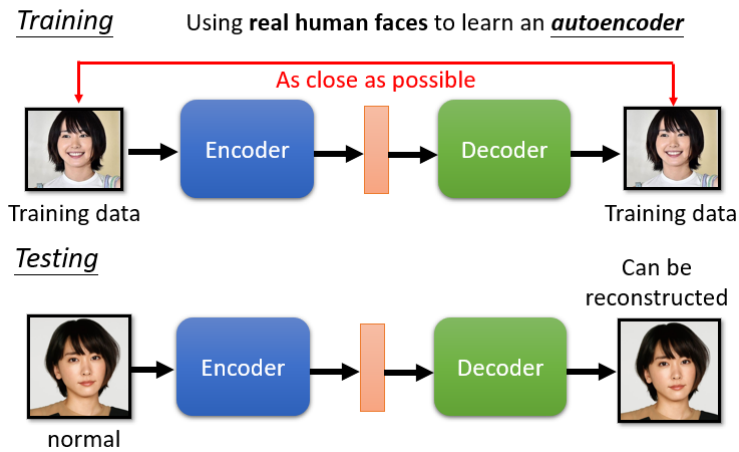 Training
Using real human faces to learn an autoencoder
As close as possible
Encoder
Decoder
Training data
Training data
Testing
Can be
reconstructed
Encoder
Decoder
normal